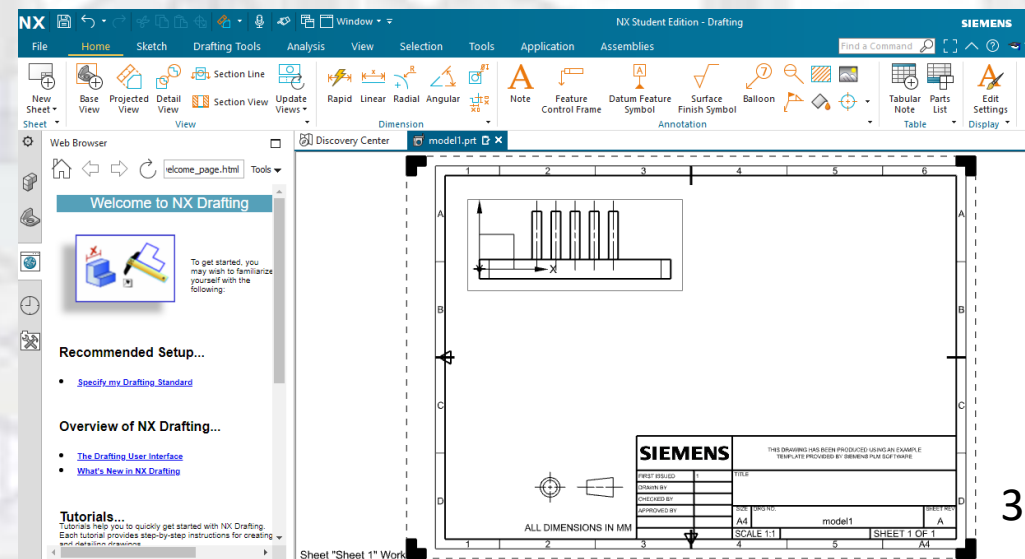 NX Window NX Student Edition - Drafting SIEMENS
File Home Sketch Drafting Tools Analysis View Selection Tools Application Assemblies Find a Command
New Sheet Base View Projected View Detail View Section Line Section View Update Views Rapid Linear Radial Angular Note Feature Control Frame Datum Feature Symbol Surface Finish Symbol Balloon Tabular Note Parts List Edit Settings
Sheet View Dimension Annotation Table Display
Web Browser
Discovery Center model1.prt
elcome_page.html Tools
Welcome to NX Drafting
To get started, you
may wish to familiarize
yourself with the
following:
Recommended Setup...
Specify my Drafting Standard
Overview of NX Drafting...
The Drafting User Interface
What's New in NX Drafting
Tutorials...
Tutorials help you to quickly get started with NX Drafting.
Each tutorial provides step-by-step instructions for creating
and detailing drawings.
1 2 3 4 5 6
A A
X
B B
C C
D D
SIEMENS
THIS DRAWING HAS BEEN PRODUCED USING AN EXAMPLE
TEMPLATE PROVIDED BY SIEMENS PLM SOFTWARE
FIRST ISSUED 1 TITLE
DRAWN BY
CHECKED BY
APPROVED BY
SIZE DRG NO. SHEET REV
A4 model1 A
SCALE 1:1 SHEET 1 OF 1
ALL DIMENSIONS IN MM
1 2 3 4 5 A4
Sheet "Sheet 1" Work
3